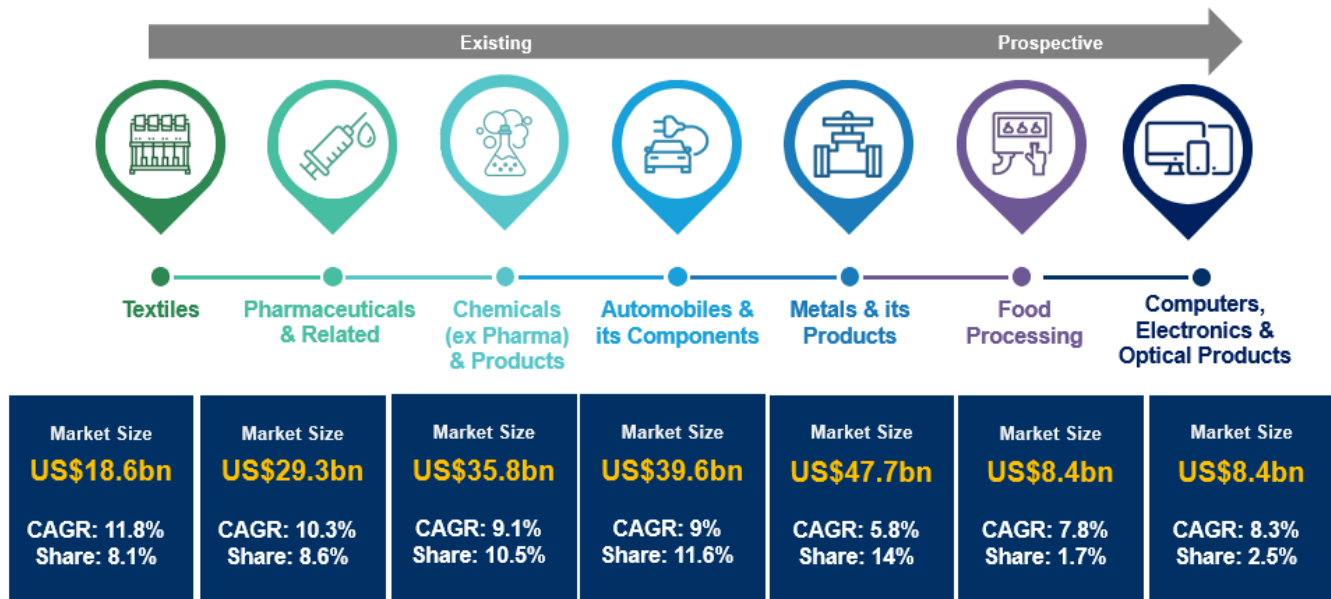 Existing
Prospective
Textiles
Pharmaceuticals
& Related
Chemicals
(ex Pharma)
& Products
Automobiles &
its Components
Metals & its
Products
Food
Processing
Computers,
Electronics &
Optical Products
Market Size
US$18.6bn
CAGR: 11.8%
Share: 8.1%
Market Size
US$29.3bn
CAGR: 10.3%
Share: 8.6%
Market Size
US$35.8bn
CAGR: 9.1%
Share: 10.5%
Market Size
US$39.6bn
CAGR: 9%
Share: 11.6%
Market Size
US$47.7bn
CAGR: 5.8%
Share: 14%
Market Size
US$8.4bn
CAGR: 7.8%
Share: 1.7%
Market Size
US$8.4bn
CAGR: 8.3%
Share: 2.5%